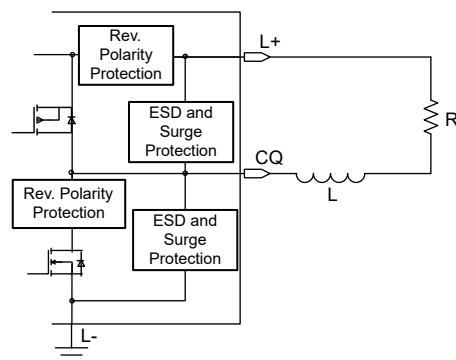 Rev.
Polarity
Protection
L+
ESD and
Surge
Protection
R
CQ
L
Rev. Polarity
Protection
ESD and
Surge
Protection
L-